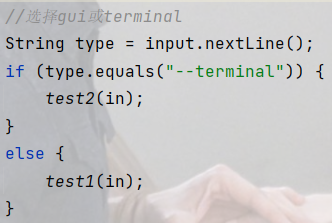 //选择gui或terminal
String type = input.nextLine();
if (type.equals("--terminal")) {
    test2(in);
}
else {
    test1(in);
}